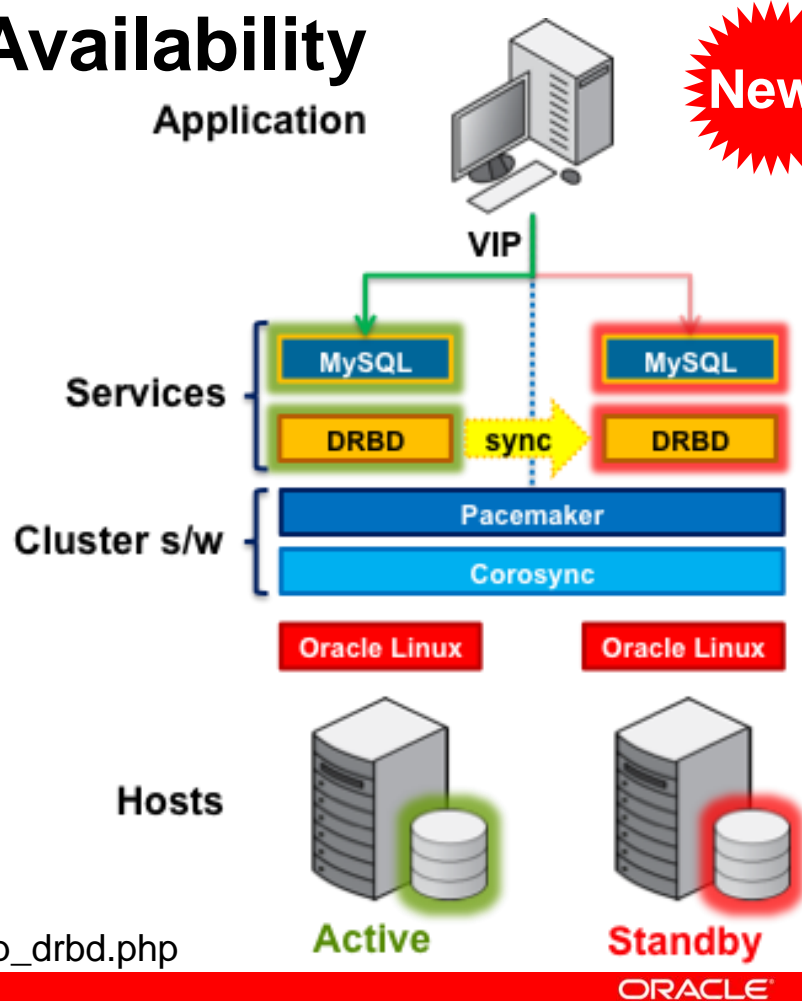 Availability
New
Application
VIP
Services
MySQL
MySQL
DRBD
sync
DRBD
Cluster s/w
Pacemaker
Corosync
Oracle Linux
Oracle Linux
Hosts
Active
Standby
o_drbd.php
ORACLE